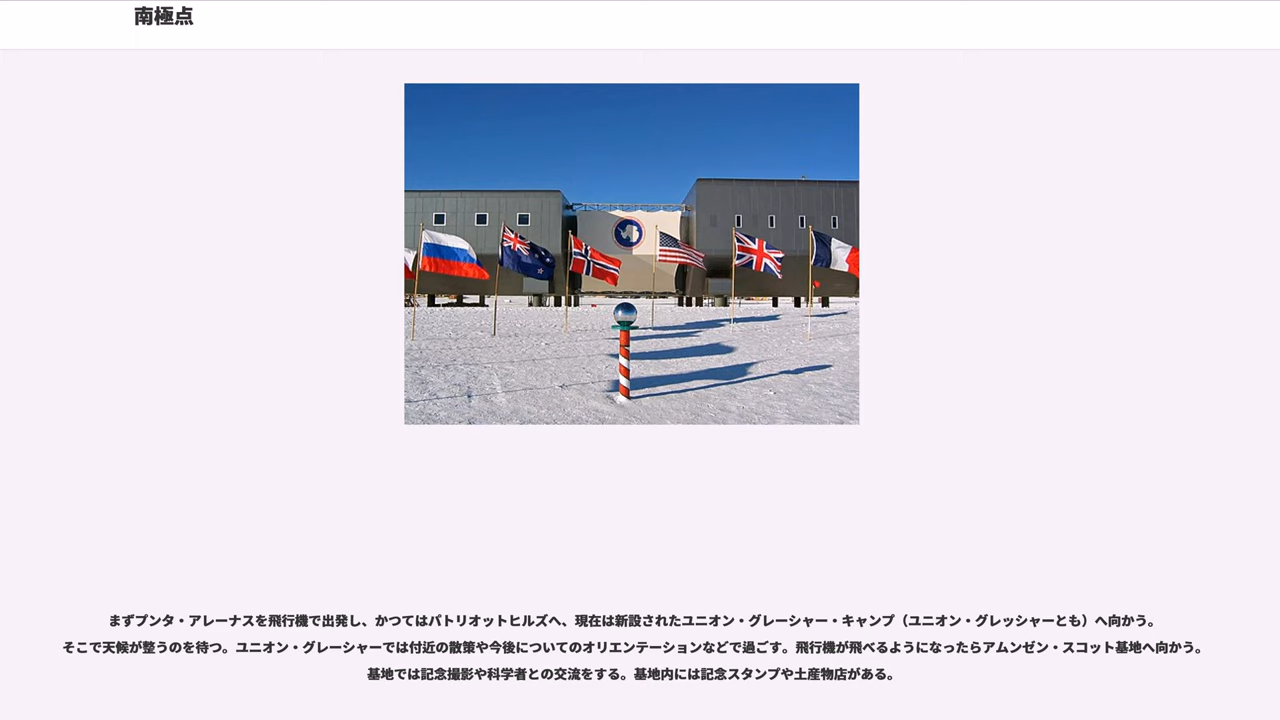 南極点
まずプンタ・アレーナスを飛行機で出発し、かつてはパトリオットヒルズへ、現在は新設されたユニオン・グレーシャー・キャンプ（ユニオン・グレッシャーとも）へ向かう。
そこで天候が整うのを待つ。ユニオン・グレーシャーでは付近の散策や今後についてのオリエンテーションなどで過ごす。飛行機が飛べるようになったらアムンゼン・スコット基地へ向かう。
基地では記念撮影や科学者との交流をする。基地内には記念スタンプや土産物店がある。